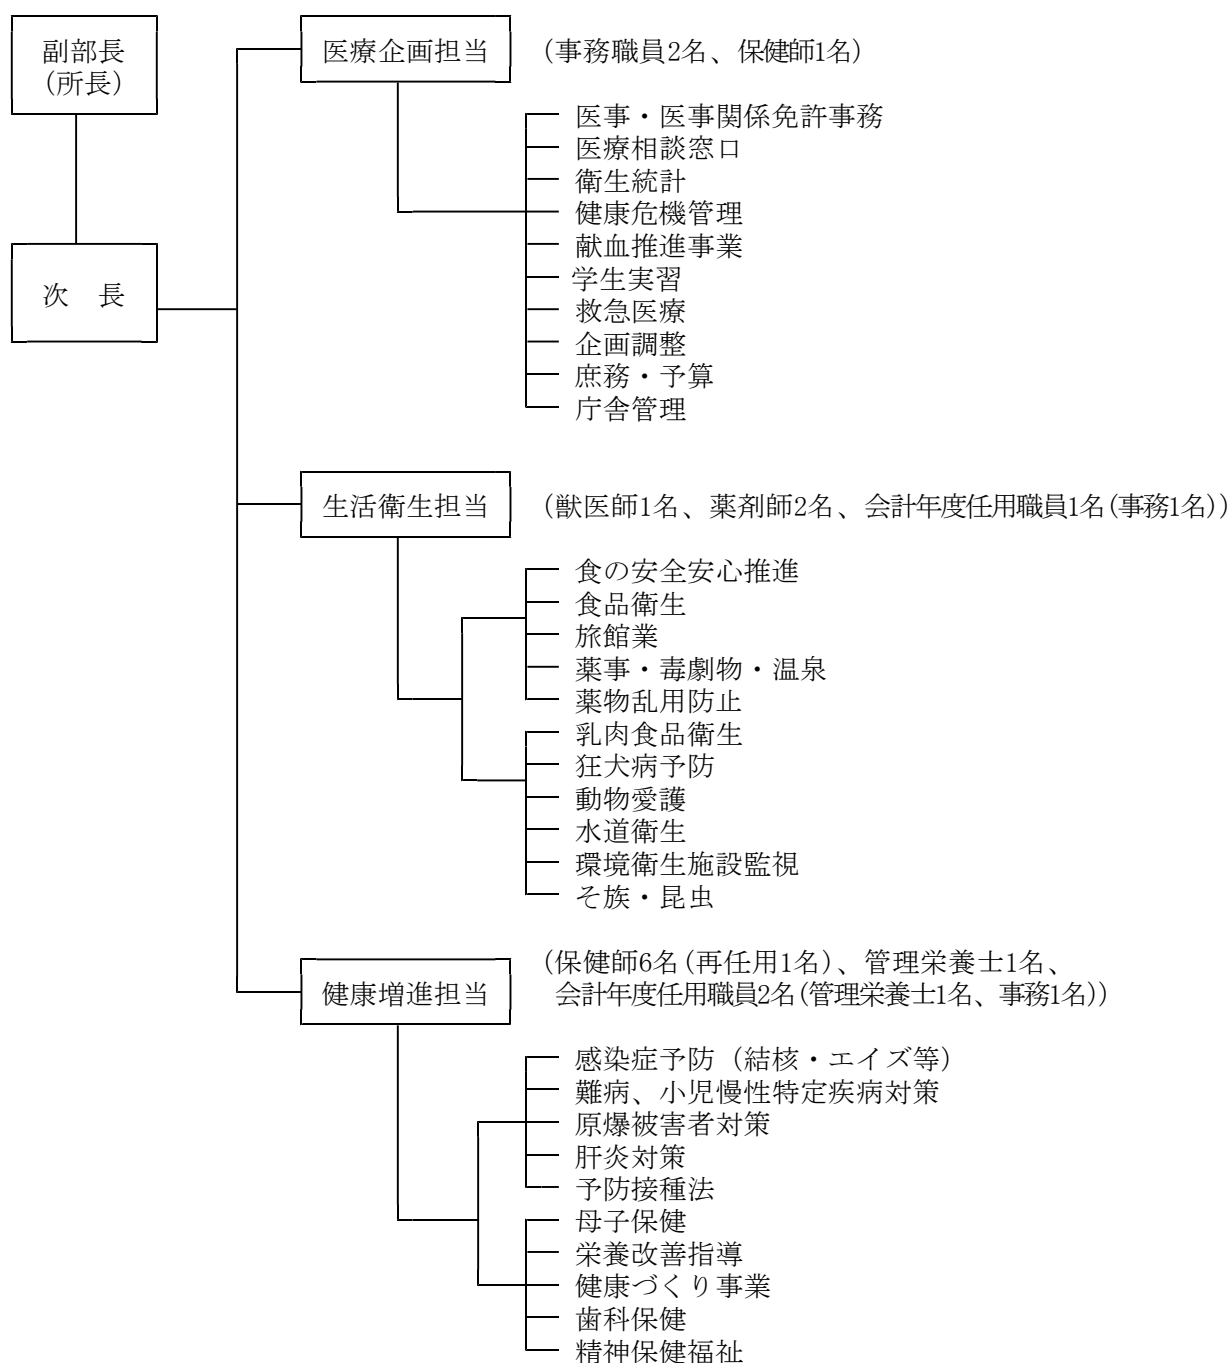 副部長
(所長)
次 長
医療企画担当
(事務職員2名、保健師1名)
医事・医事関係免許事務
医療相談窓口
衛生統計
健康危機管理
献血推進事業
学生実習
救急医療
企画調整
庶務・予算
庁舎管理
生活衛生担当
(獣医師1名、薬剤師2名、会計年度任用職員1名(事務1名))
食の安全安心推進
食品衛生
旅館業
薬事・毒劇物・温泉
薬物乱用防止
乳肉食品衛生
狂犬病予防
動物愛護
水道衛生
環境衛生施設監視
そ族・昆虫
健康増進担当
(保健師6名(再任用1名)、管理栄養士1名、
会計年度任用職員2名(管理栄養士1名、事務1名))
感染症予防（結核・エイズ等）
難病、小児慢性特定疾病対策
原爆被害者対策
肝炎対策
予防接種法
母子保健
栄養改善指導
健康づくり事業
歯科保健
精神保健福祉